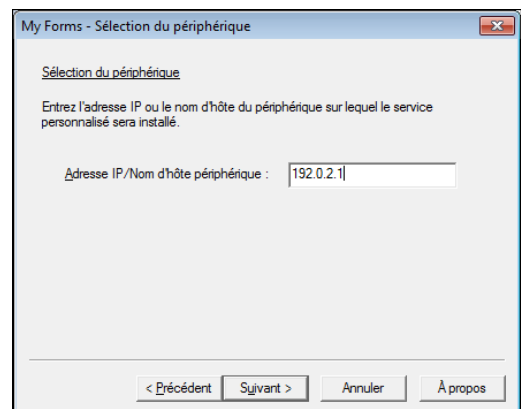 My Forms - Sélection du périphérique
Sélection du périphérique
Entrez l'adresse IP ou le nom d'hôte du périphérique sur lequel le service
personnalisé sera installé.
Adresse IP/Nom d'hôte périphérique : 192.0.2.1
< Précédent Suivant > Annuler À propos